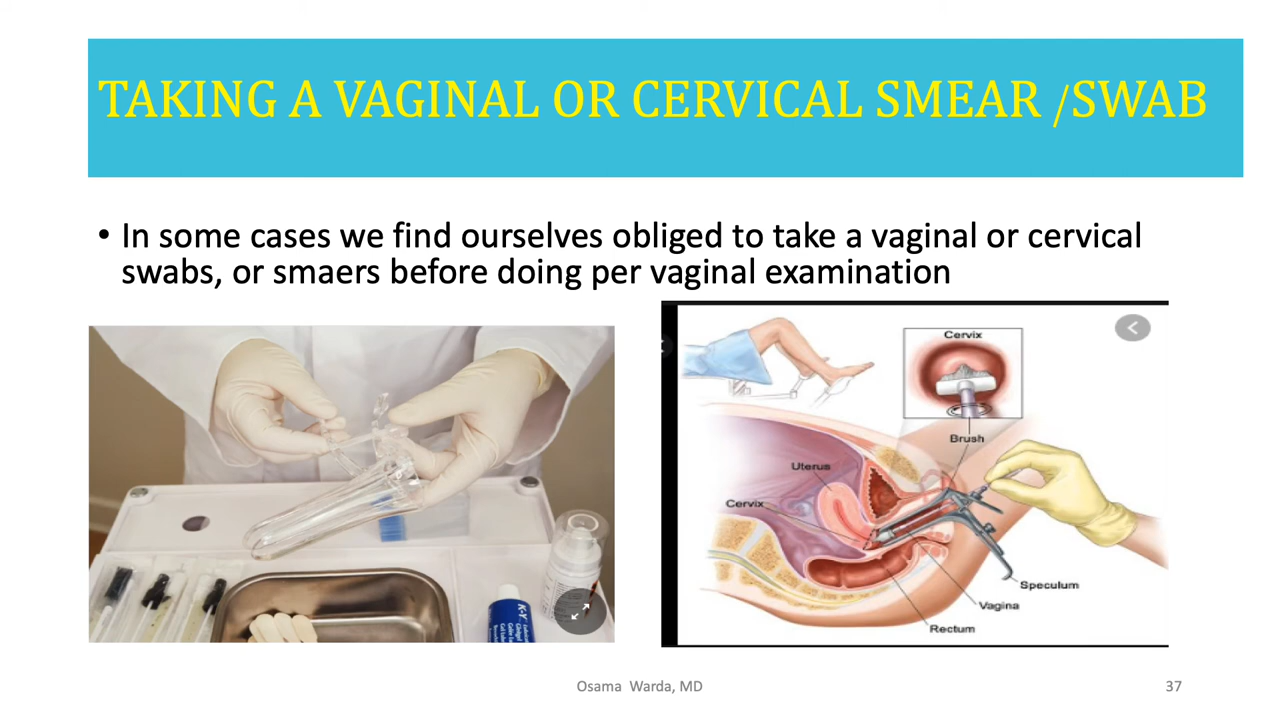 TAKING A VAGINAL OR CERVICAL SMEAR /SWAB
• In some cases we find ourselves obliged to take a vaginal or cervical
swabs, or smaers before doing per vaginal examination
K-Y
Cervix
Brush
Uterus
Cervix
Speculum
Vagina
Rectum
Osama Warda, MD
37